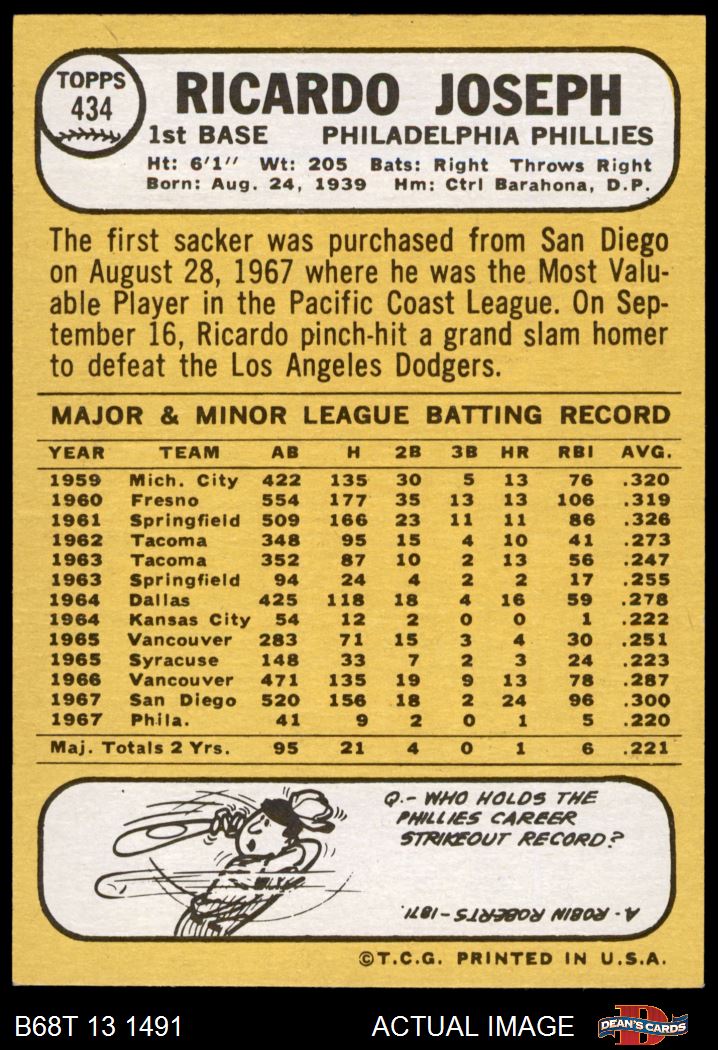 TOPPS
434
RICARDO JOSEPH
1st BASE PHILADELPHIA PHILLIES
Ht: 6'1" Wt: 205 Bats: Right Throws Right
Born: Aug. 24, 1939 Hm: Ctrl Barahona, D.P.
The first sacker was purchased from San Diego
on August 28, 1967 where he was the Most Valu-
able Player in the Pacific Coast League. On Sep-
tember 16, Ricardo pinch-hit a grand slam homer
to defeat the Los Angeles Dodgers.
MAJOR & MINOR LEAGUE BATTING RECORD
YEAR TEAM AB H 2B 3B HR RBI AVG.
1959 Mich. City 422 135 30 5 13 76 .320
1960 Fresno 554 177 35 13 13 106 .319
1961 Springfield 509 166 23 11 11 86 .326
1962 Tacoma 348 95 15 4 10 41 .273
1963 Tacoma 352 87 10 2 13 56 .247
1963 Springfield 94 24 4 2 2 17 .255
1964 Dallas 425 118 18 4 16 59 .278
1964 Kansas City 54 12 2 0 0 1 .222
1965 Vancouver 283 71 15 3 4 30 .251
1965 Syracuse 148 33 7 2 3 24 .223
1966 Vancouver 471 135 19 9 13 78 .287
1967 San Diego 520 156 18 2 24 96 .300
1967 Phila. 41 9 2 0 1 5 .220
Maj. Totals 2 Yrs. 95 21 4 0 1 6 .221
Q.- WHO HOLDS THE
PHILLIES CAREER
STRIKEOUT RECORD?
A - ROBIN ROBERTS - 1871.
©T.C.G. PRINTED IN U.S.A.
B68T 13 1491 ACTUAL IMAGE
DEAN'S CARDS